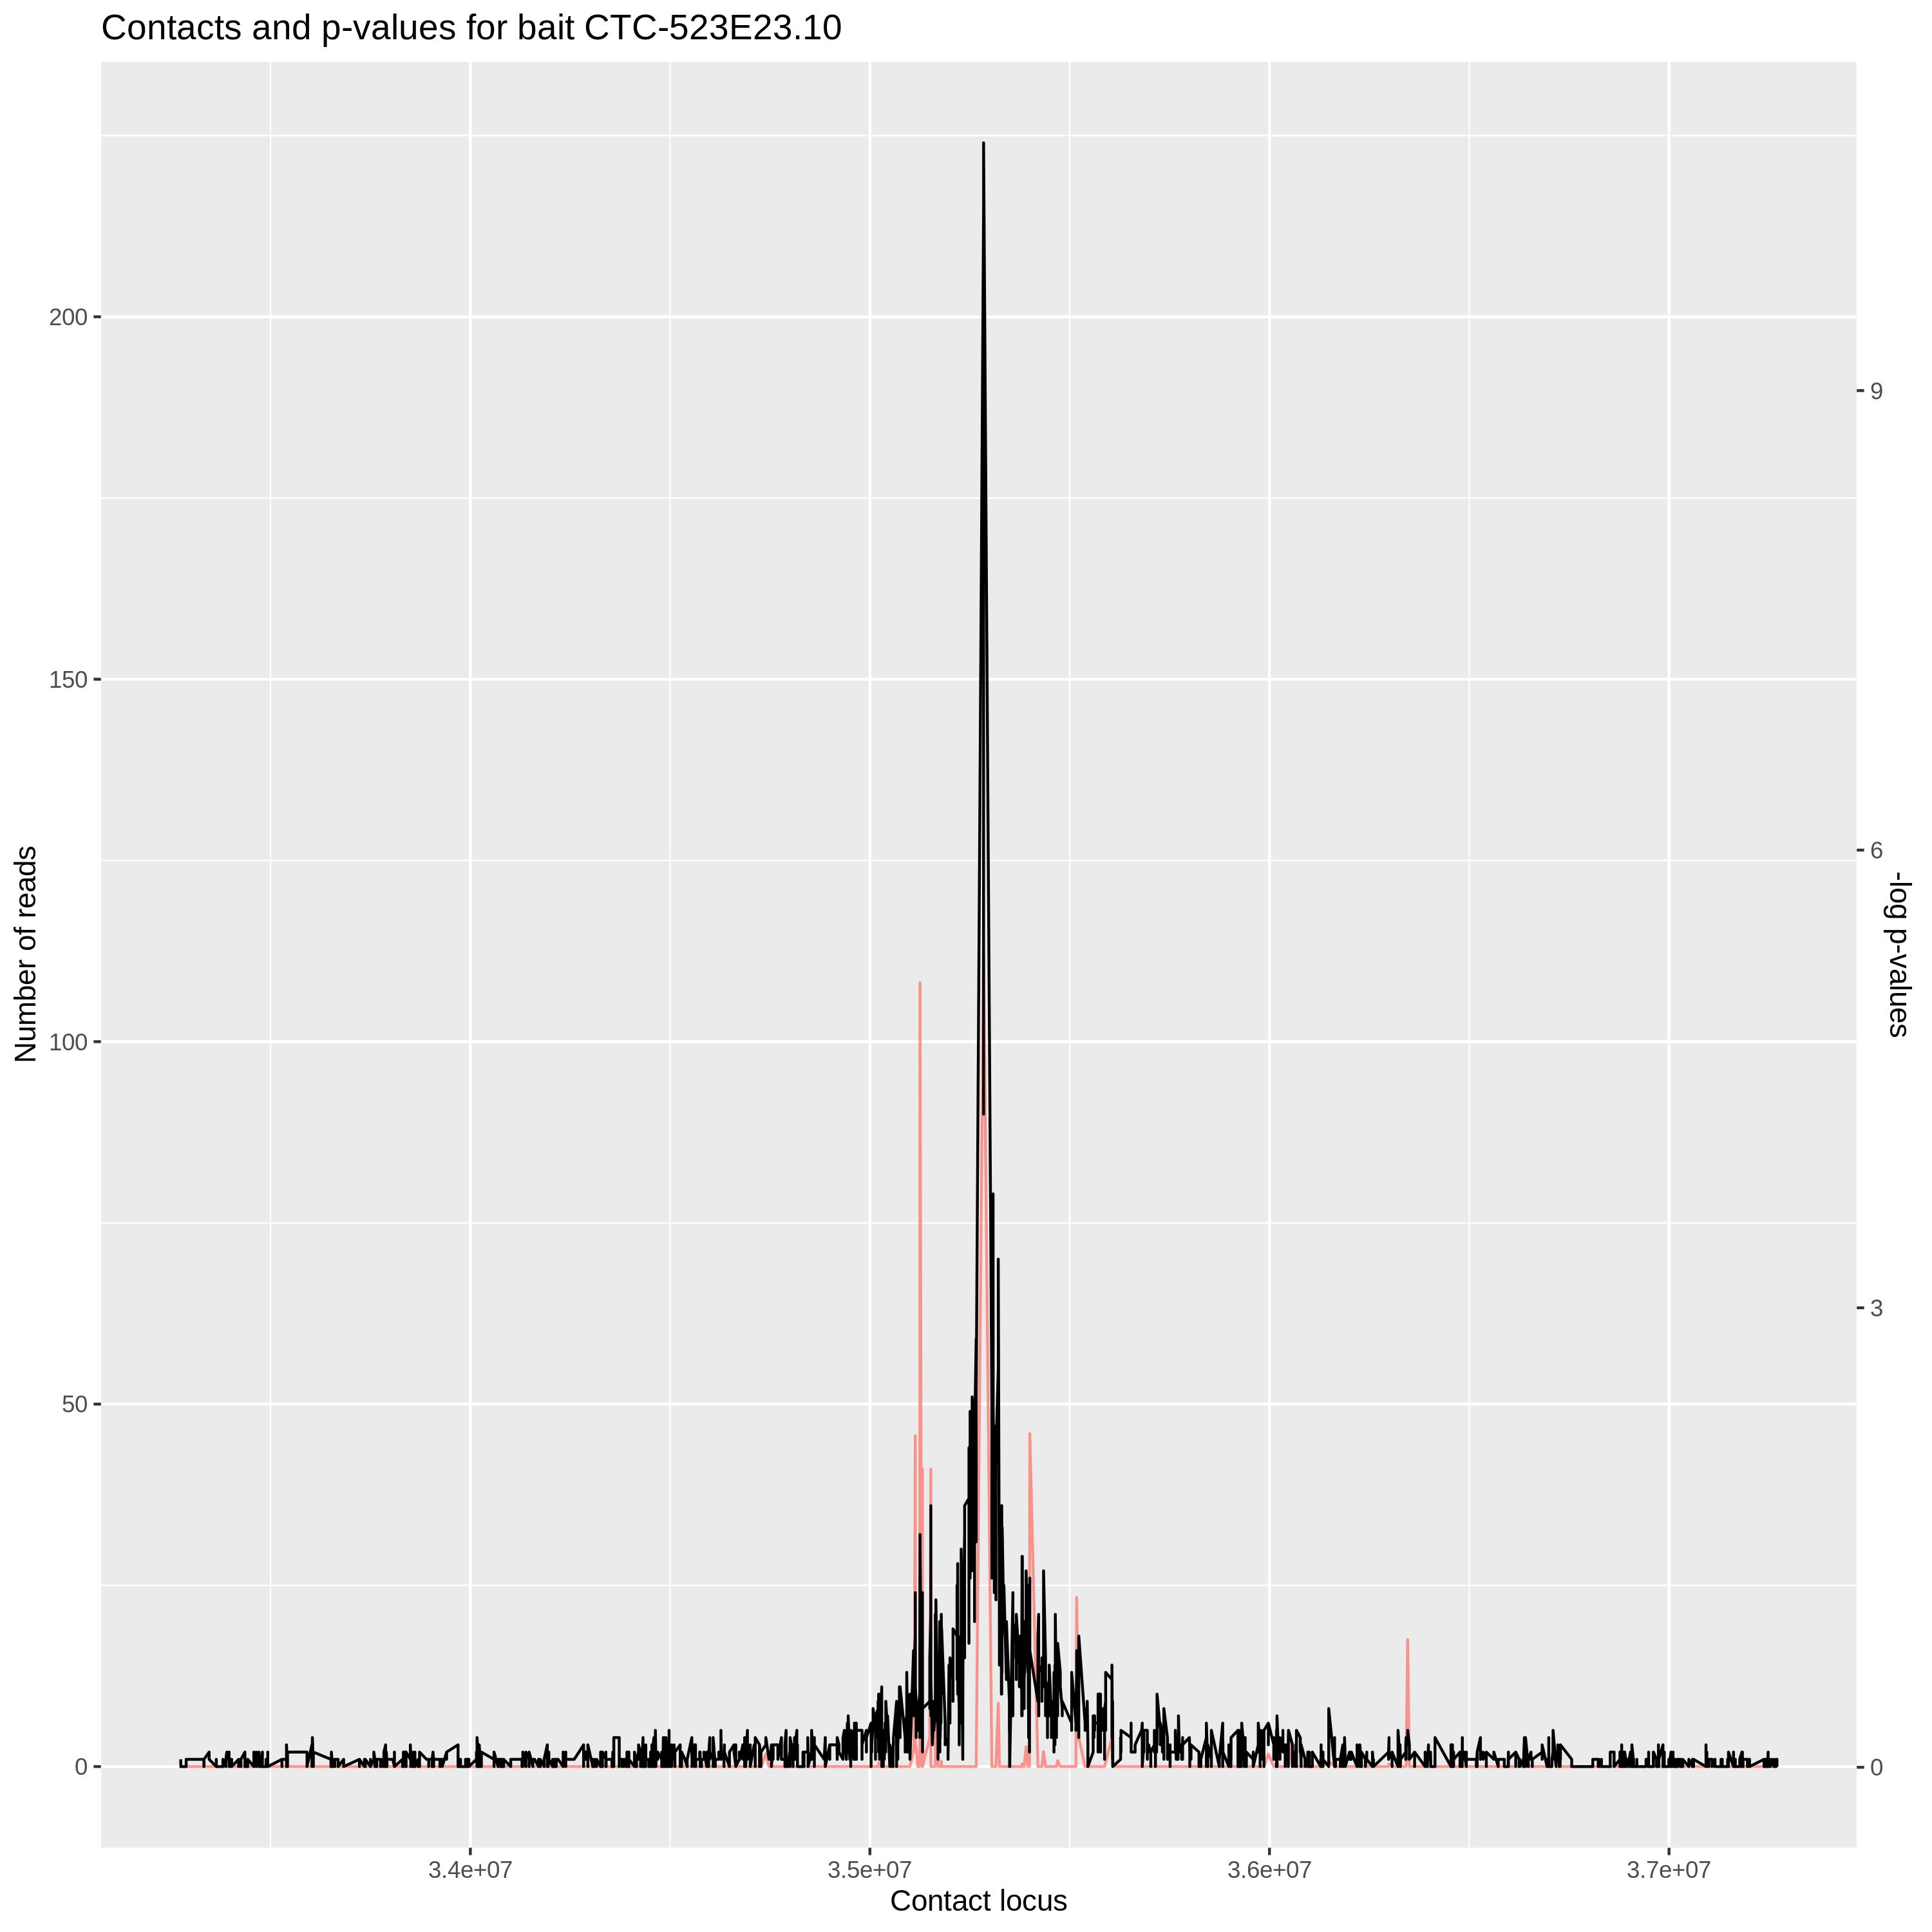 Contacts and p-values for bait CTC-523E23.10
200
150
100
50
0
Number of reads
9
6
3
0
-log p-values
3.4e+07
3.5e+07
3.6e+07
3.7e+07
Contact locus